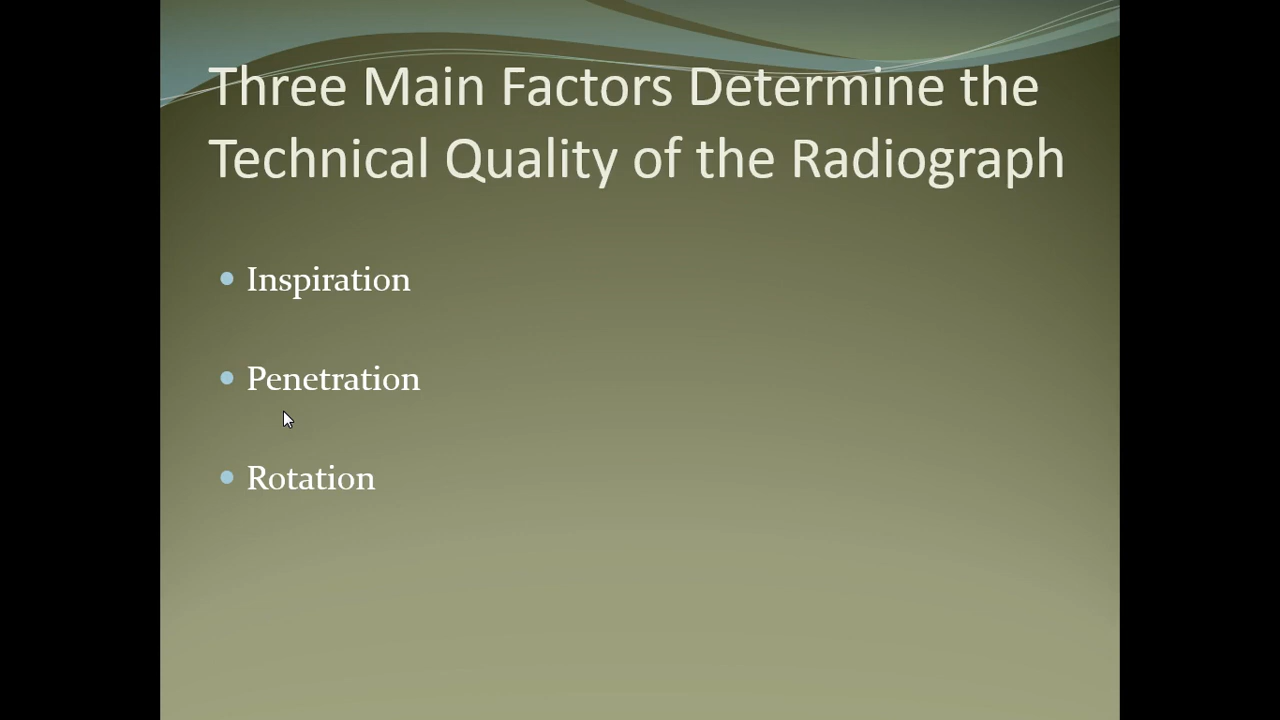 Three Main Factors Determine the
Technical Quality of the Radiograph
Inspiration
Penetration
Rotation